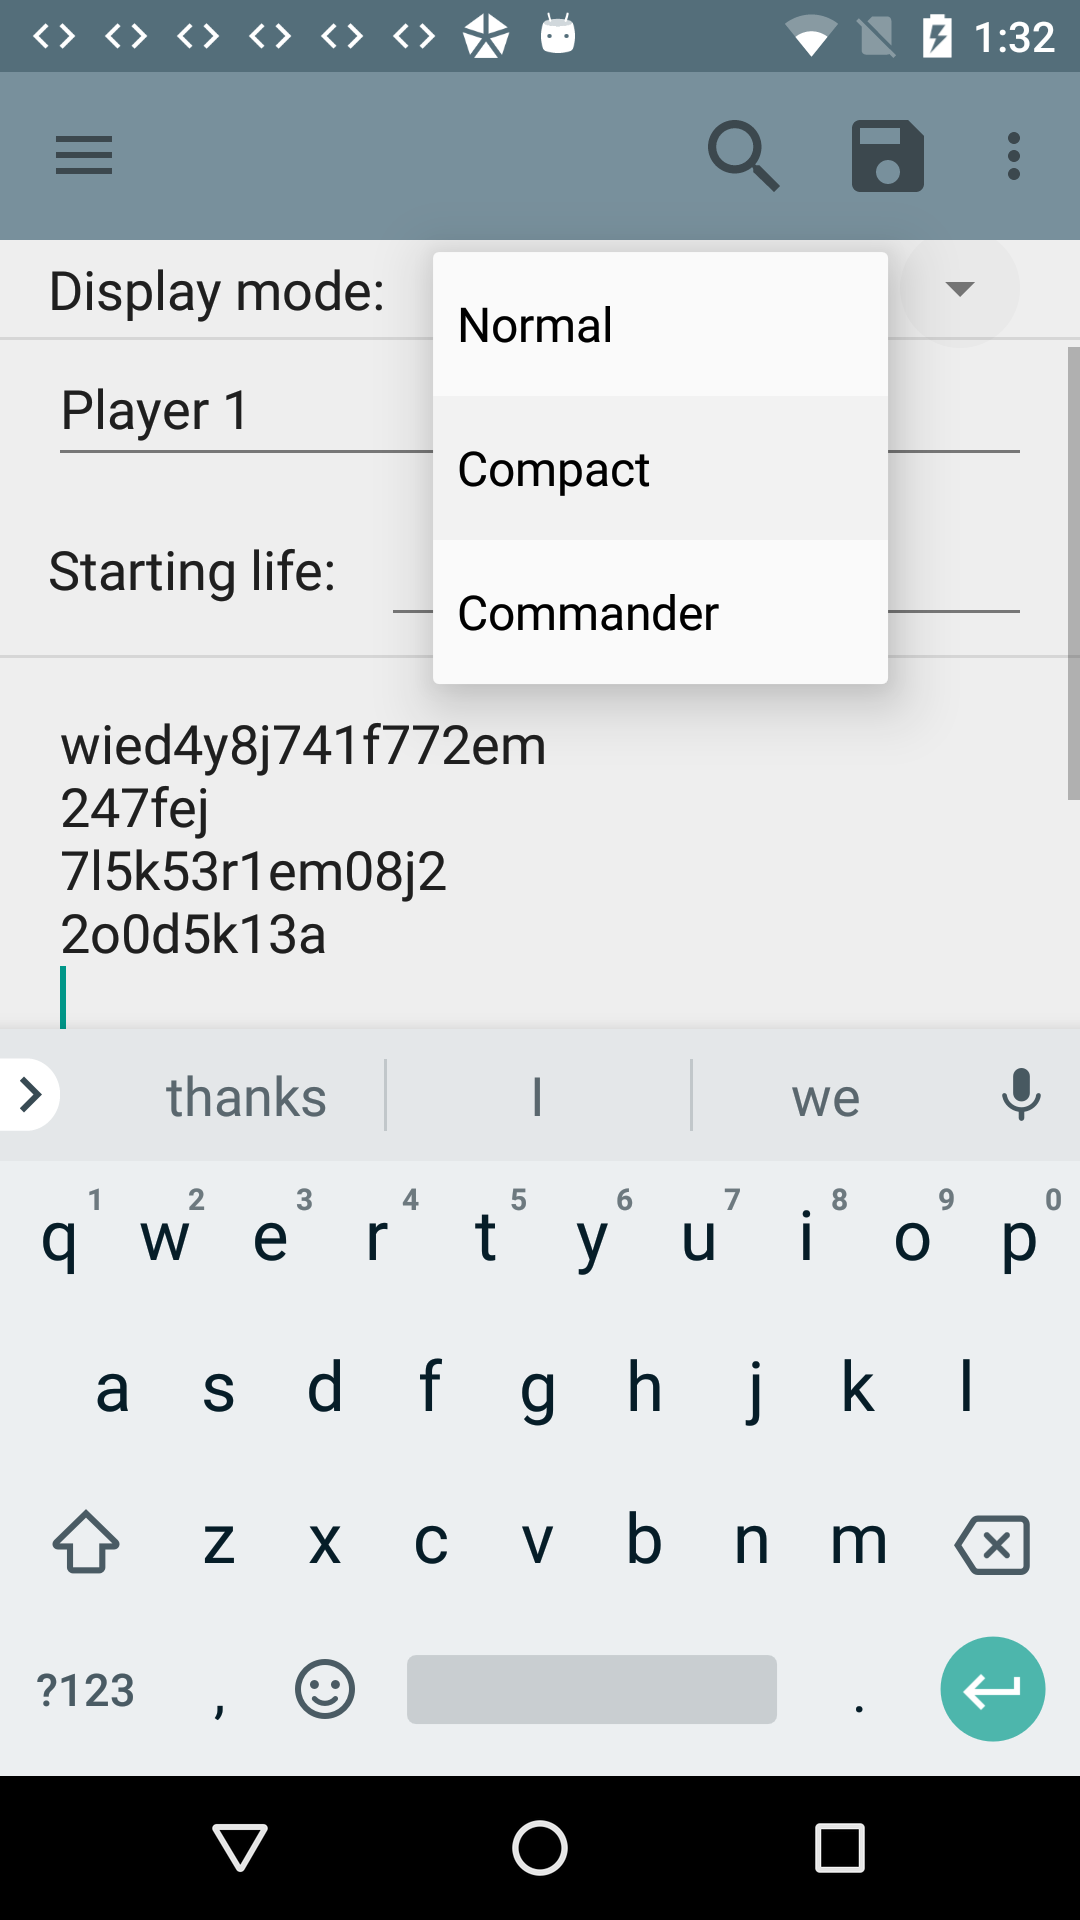 1:32
Display mode:
Normal
Compact
Commander
Player 1
Starting life:
wied4y8j741f772em
247fej
7l5k53r1em08j2
2o0d5k13a
thanks I we
1 2 3 4 5 6 7 8 9 0
q w e r t y u i o p
a s d f g h j k l
z x c v b n m
?123 , .